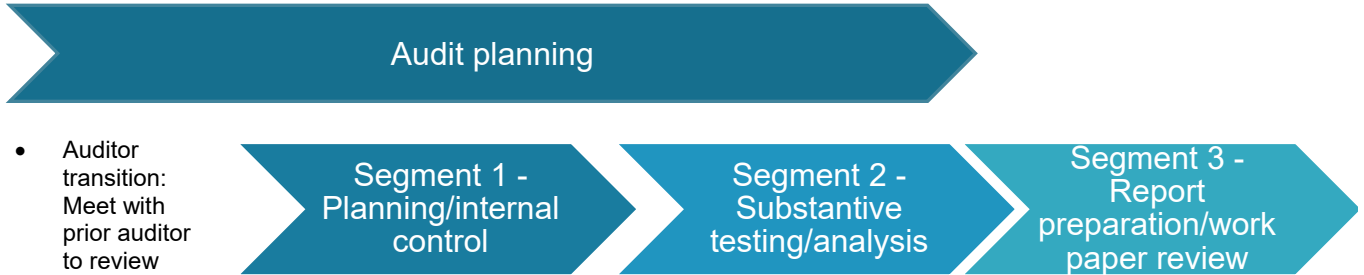 Audit planning
• Auditor
transition:
Meet with
prior auditor
to review
Segment 1 -
Planning/internal
control
Segment 2 -
Substantive
testing/analysis
Segment 3 -
Report
preparation/work
paper review